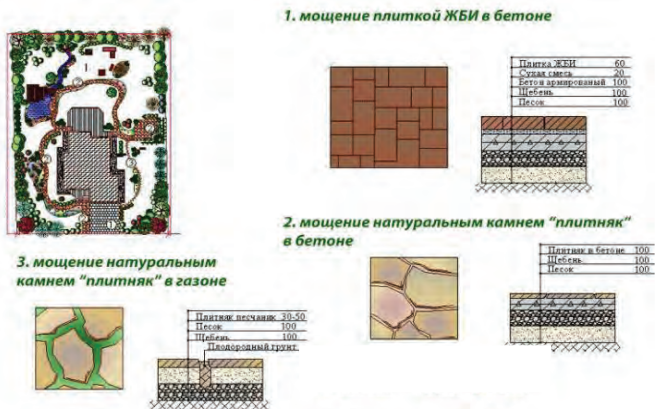 1. мощение плиткой ЖБИ в бетоне
Плитка ЖБИ 60
Сухая смесь 20
Бетон армированый 100
Щебень 100
Песок 100
2. мощение натуральным камнем "плитняк"
в бетоне
Плитняк в бетоне 100
Щебень 100
Песок 100
3. мощение натуральным
камнем "плитняк" в газоне
Плитняк песчаник 30-50
Песок 100
Щебень 100
Плодородный грунт